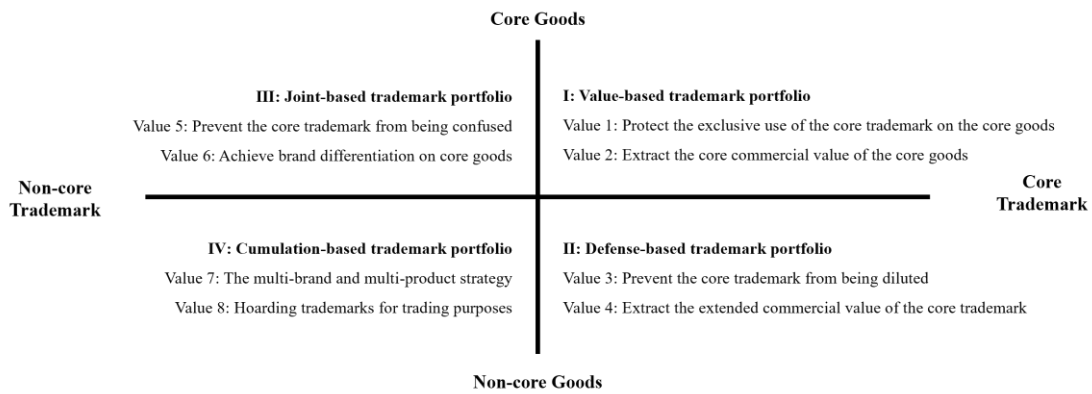 Core Goods
III: Joint-based trademark portfolio
Value 5: Prevent the core trademark from being confused
Value 6: Achieve brand differentiation on core goods
I: Value-based trademark portfolio
Value 1: Protect the exclusive use of the core trademark on the core goods
Value 2: Extract the core commercial value of the core goods
Non-core
Trademark
Core
Trademark
IV: Cumulation-based trademark portfolio
Value 7: The multi-brand and multi-product strategy
Value 8: Hoarding trademarks for trading purposes
II: Defense-based trademark portfolio
Value 3: Prevent the core trademark from being diluted
Value 4: Extract the extended commercial value of the core trademark
Non-core Goods